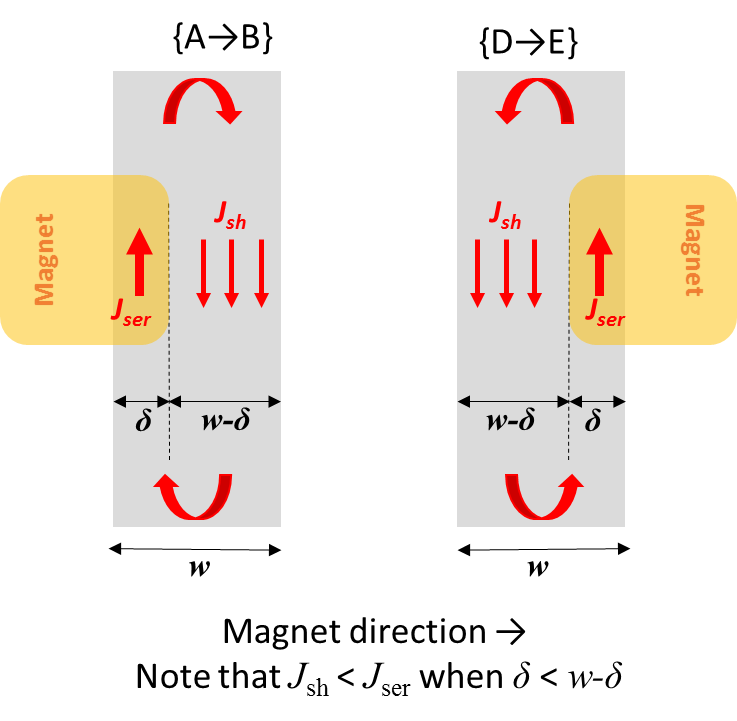 {A→B}
{D→E}
Magnet
J_sh
J_ser
J_sh
J_ser
Magnet
δ
w-δ
w-δ
δ
w
w
Magnet direction →
Note that J_sh < J_ser when δ < w-δ